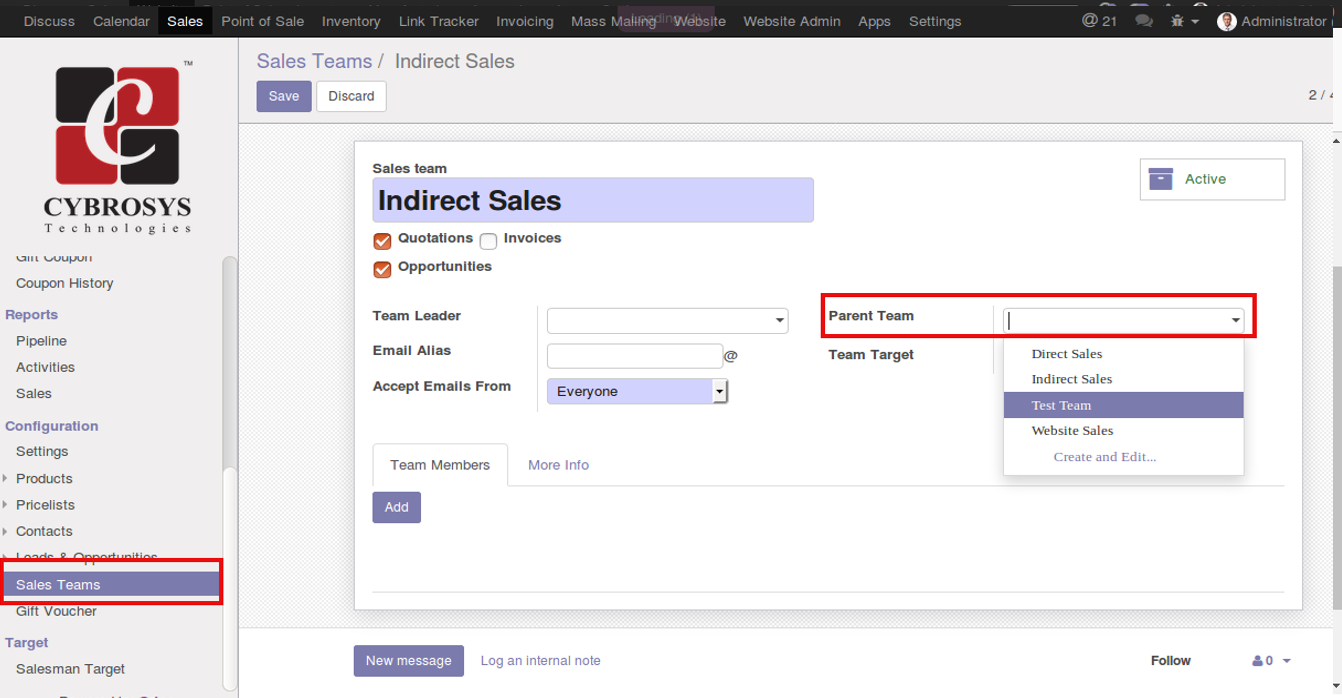 Discuss Calendar Sales Point of Sale Inventory Link Tracker Invoicing Mass Mailing Website Website Admin Apps Settings @ 21 Administrator
Sales Teams / Indirect Sales
Save Discard
2 /
™
CYBROSYS
Technologies
Gift Coupon
Coupon History
Reports
Pipeline
Activities
Sales
Configuration
Settings
Products
Pricelists
Contacts
Leads & Opportunities
Sales Teams
Gift Voucher
Target
Salesman Target
Sales team
Indirect Sales
Active
Quotations Invoices
Opportunities
Team Leader
Email Alias @
Accept Emails From Everyone
Parent Team
Team Target
Direct Sales
Indirect Sales
Test Team
Website Sales
Create and Edit...
Team Members More Info
Add
New message Log an internal note Follow 0